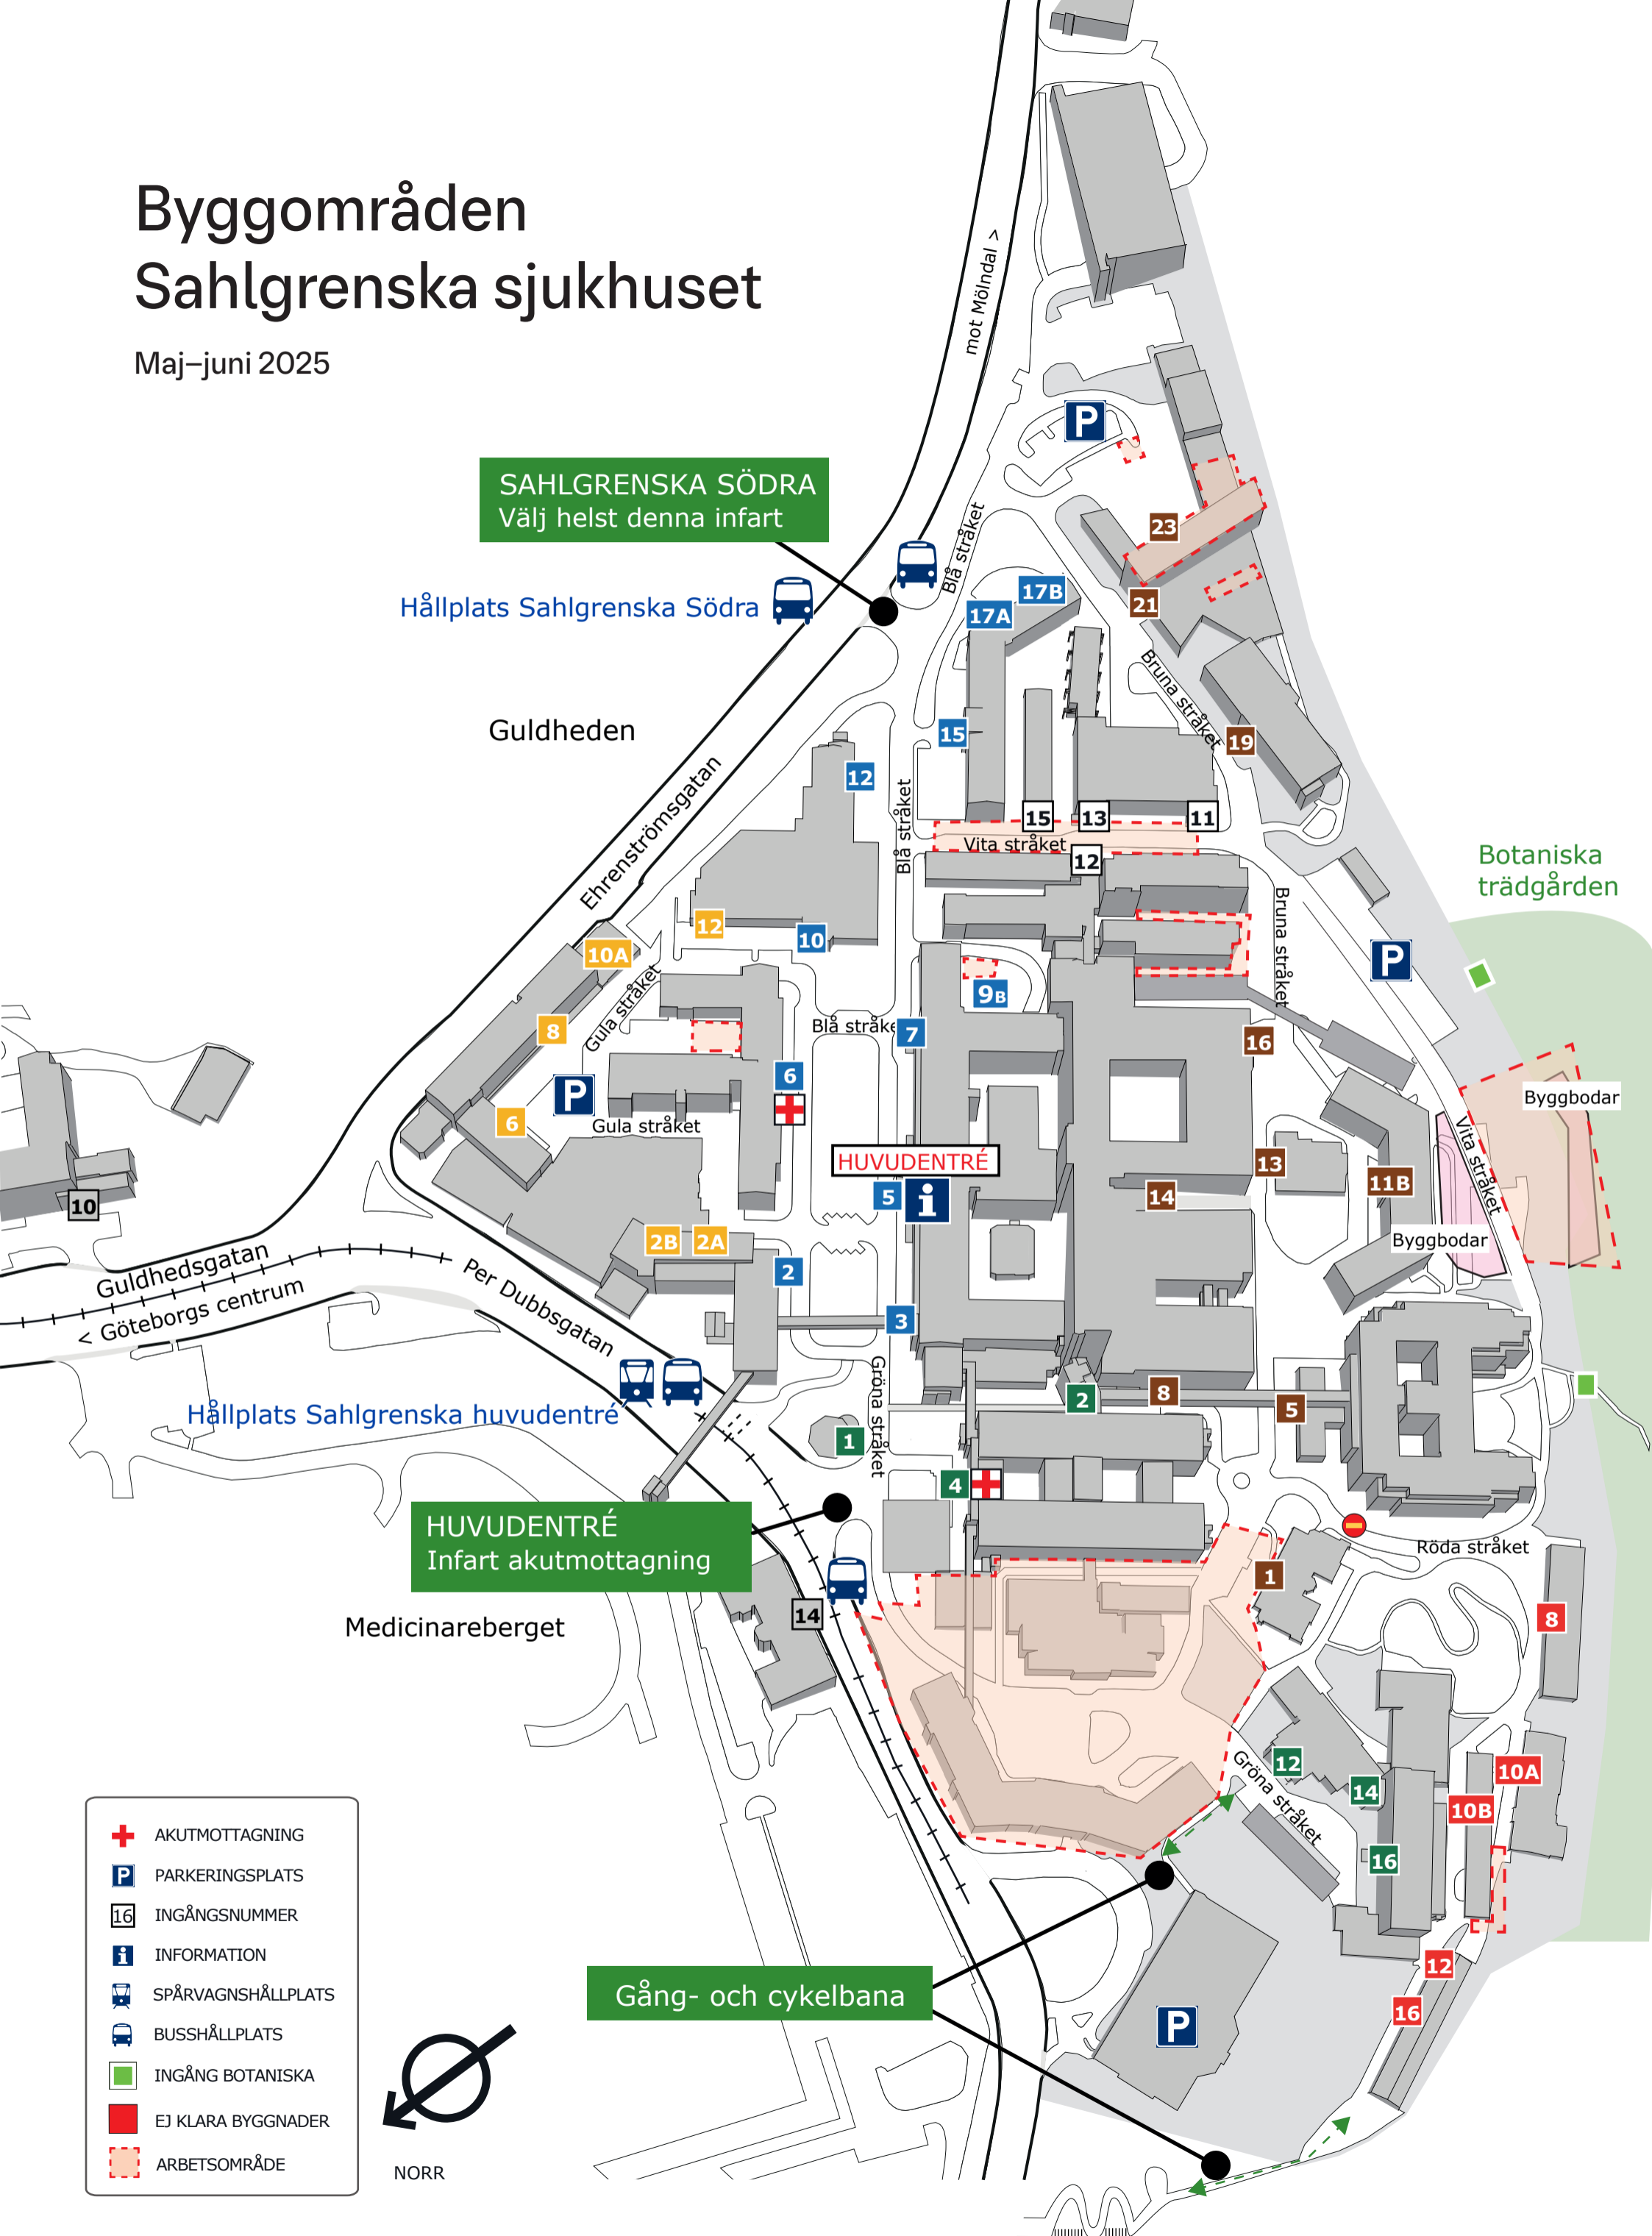 Byggområden
Sahlgrenska sjukhuset
Maj–juni 2025
mot Mölndal >
P
SAHLGRENSKA SÖDRA
Välj helst denna infart
Blå stråket
23
Hållplats Sahlgrenska Södra
17B
17A
21
Bruna stråket
Guldheden
15
19
12
Ehrenströmsgatan
Blå stråket
15
13
11
Vita stråket
12
Botaniska
trädgården
Bruna stråket
12
10
10A
P
9B
Gula stråket
8
Blå stråke
7
16
6
P
6
Gula stråket
Byggbodar
Vita stråket
HUVUDENTRÉ
13
11B
14
5
i
10
2B
2A
Byggbodar
2
Guldhedsgatan
< Göteborgs centrum
Per Dubbsgatan
3
Gröna stråket
2
8
5
Hållplats Sahlgrenska huvudentré
1
4
HUVUDENTRÉ
Infart akutmottagning
Röda stråket
1
14
8
Medicinareberget
Gröna stråket
12
14
10A
10B
16
12
16
Gång- och cykelbana
P
AKUTMOTTAGNING
P PARKERINGSPLATS
16 INGÅNGSNUMMER
i INFORMATION
SPÅRVAGNSHÅLLPLATS
BUSSHÅLLPLATS
INGÅNG BOTANISKA
EJ KLARA BYGGNADER
ARBETSOMRÅDE
NORR